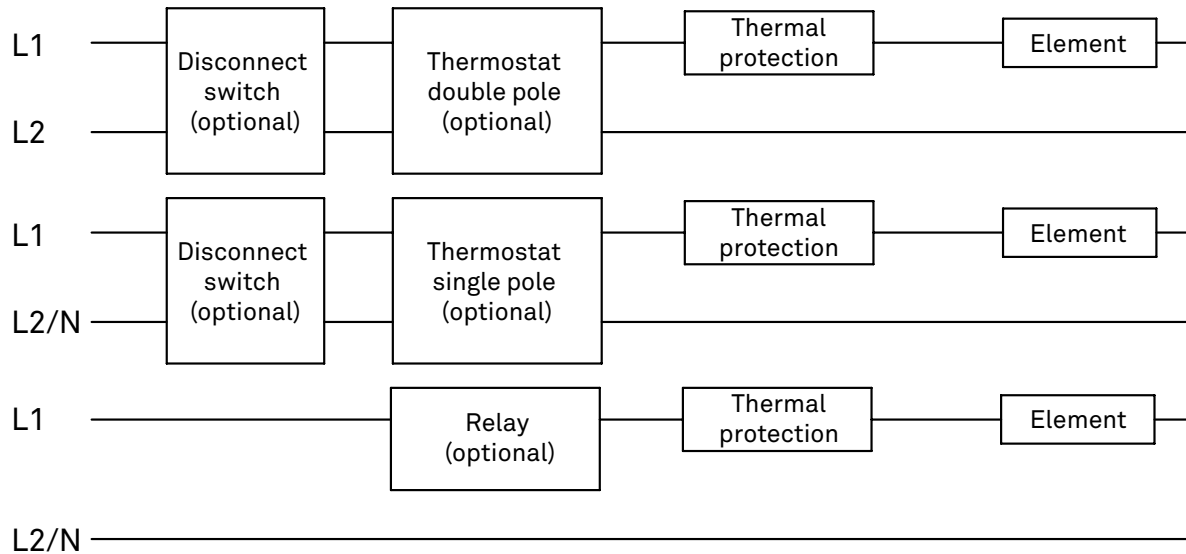 L1
Disconnect
switch
(optional)
Thermostat
double pole
(optional)
Thermal
protection
Element
L2
L1
Disconnect
switch
(optional)
Thermostat
single pole
(optional)
Thermal
protection
Element
L2/N
L1
Relay
(optional)
Thermal
protection
Element
L2/N